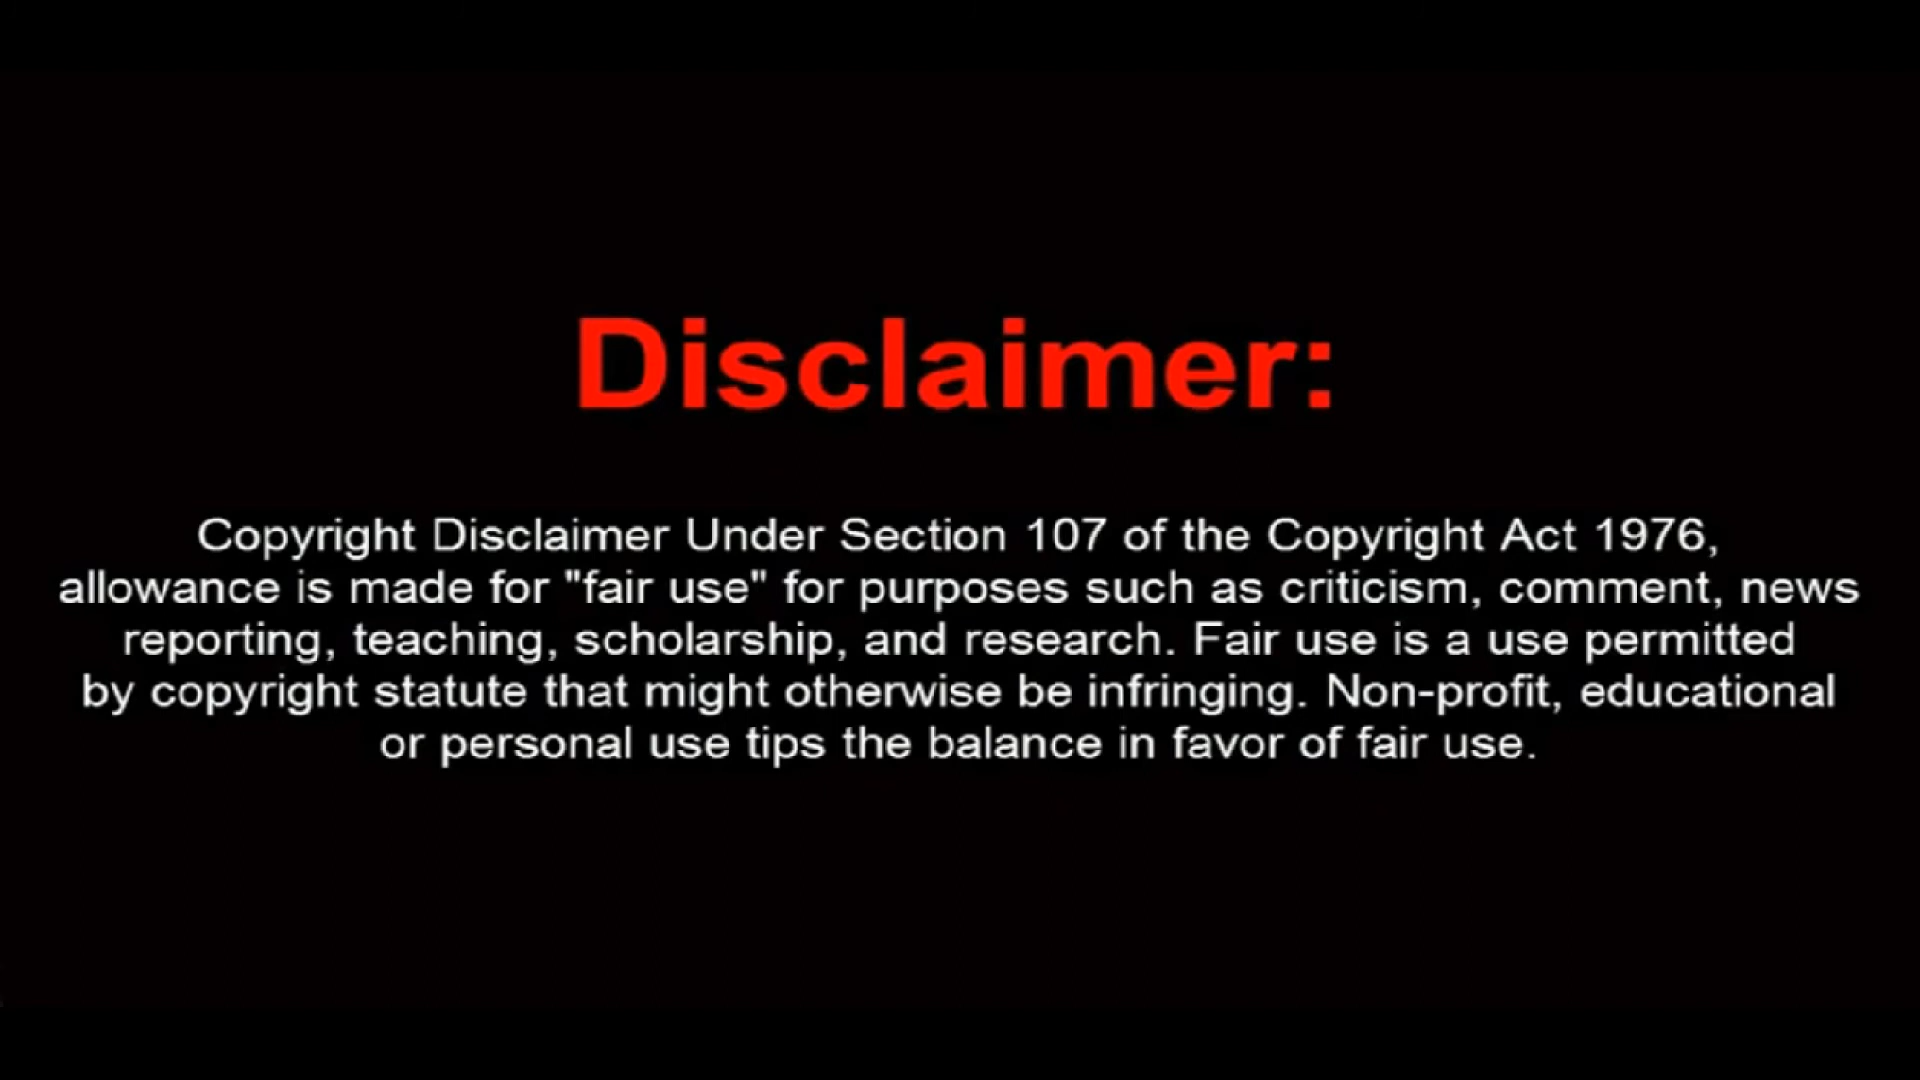 Disclaimer:
Copyright Disclaimer Under Section 107 of the Copyright Act 1976,
allowance is made for "fair use" for purposes such as criticism, comment, news
reporting, teaching, scholarship, and research. Fair use is a use permitted
by copyright statute that might otherwise be infringing. Non-profit, educational
or personal use tips the balance in favor of fair use.